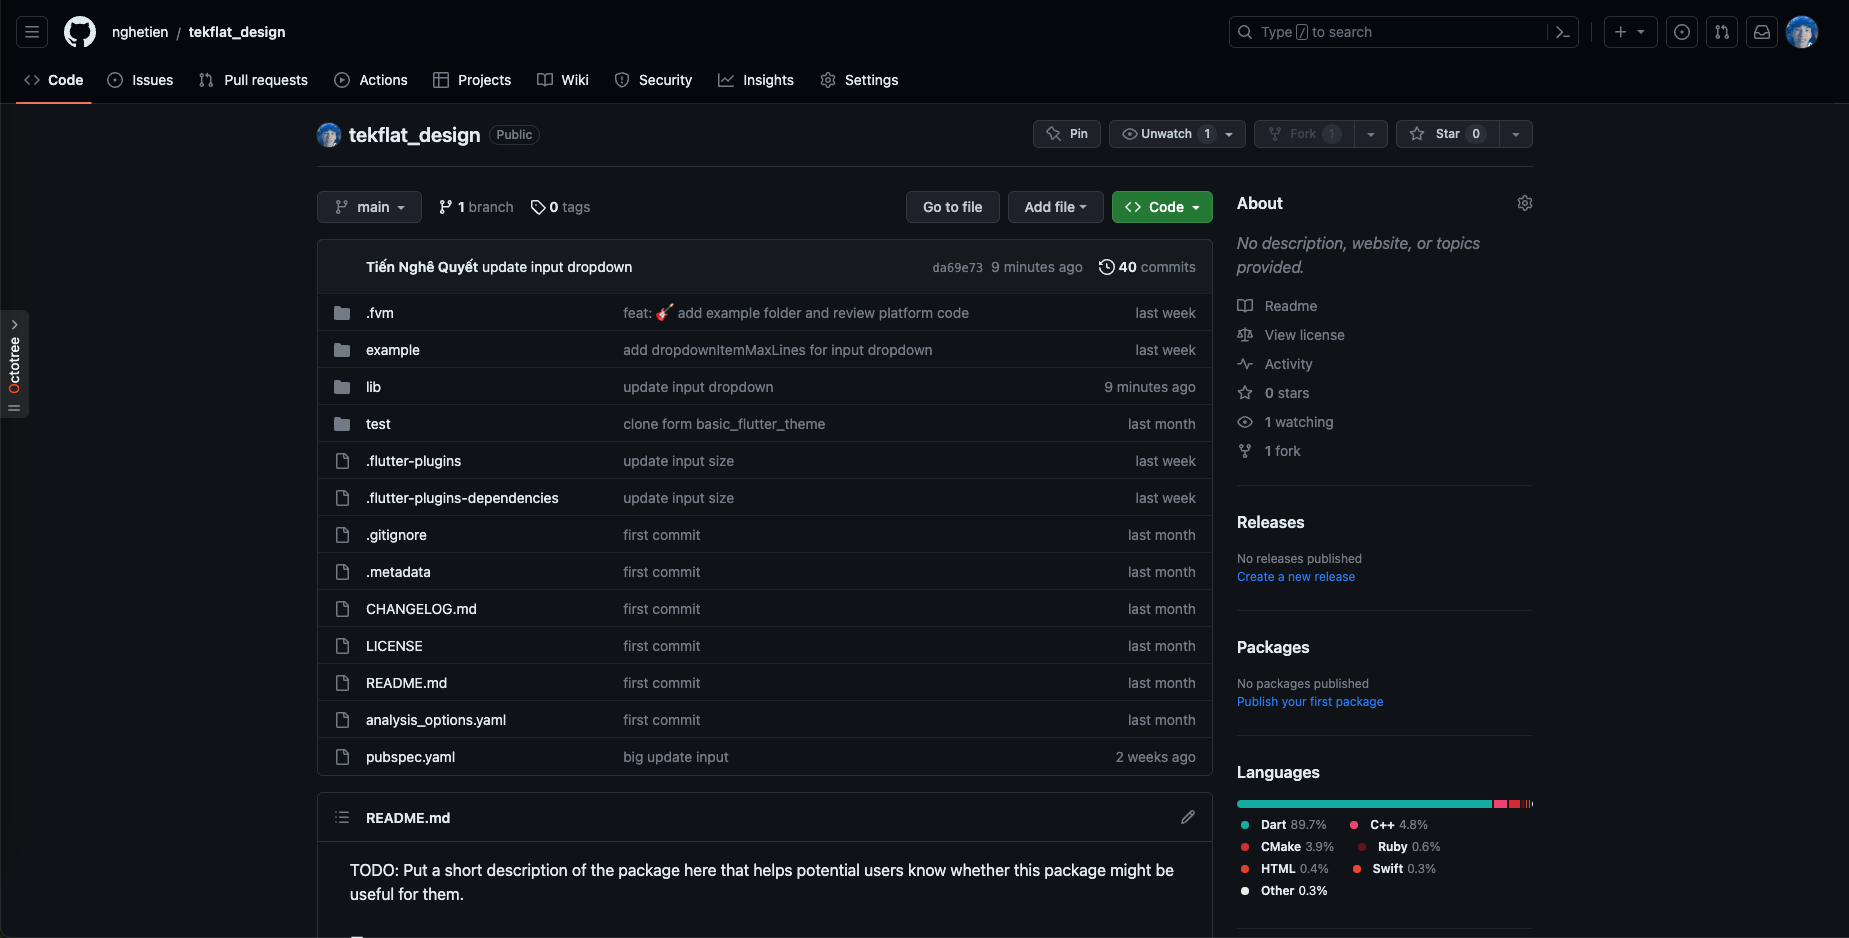 nghetien / tekflat_design
Type / to search
Code Issues Pull requests Actions Projects Wiki Security Insights Settings
tekflat_design Public
Pin Unwatch 1 Fork 1 Star 0
main 1 branch 0 tags Go to file Add file Code
Tiến Nghê Quyết update input dropdown da69e73 9 minutes ago 40 commits
.fvm feat: 🎸 add example folder and review platform code last week
example add dropdownItemMaxLines for input dropdown last week
lib update input dropdown 9 minutes ago
test clone form basic_flutter_theme last month
.flutter-plugins update input size last week
.flutter-plugins-dependencies update input size last week
.gitignore first commit last month
.metadata first commit last month
CHANGELOG.md first commit last month
LICENSE first commit last month
README.md first commit last month
analysis_options.yaml first commit last month
pubspec.yaml big update input 2 weeks ago
README.md
TODO: Put a short description of the package here that helps potential users know whether this package might be
useful for them.
About
No description, website, or topics
provided.
Readme
View license
Activity
0 stars
1 watching
1 fork
Releases
No releases published
Create a new release
Packages
No packages published
Publish your first package
Languages
Dart 89.7% C++ 4.8%
CMake 3.9% Ruby 0.6%
HTML 0.4% Swift 0.3%
Other 0.3%
Octotree